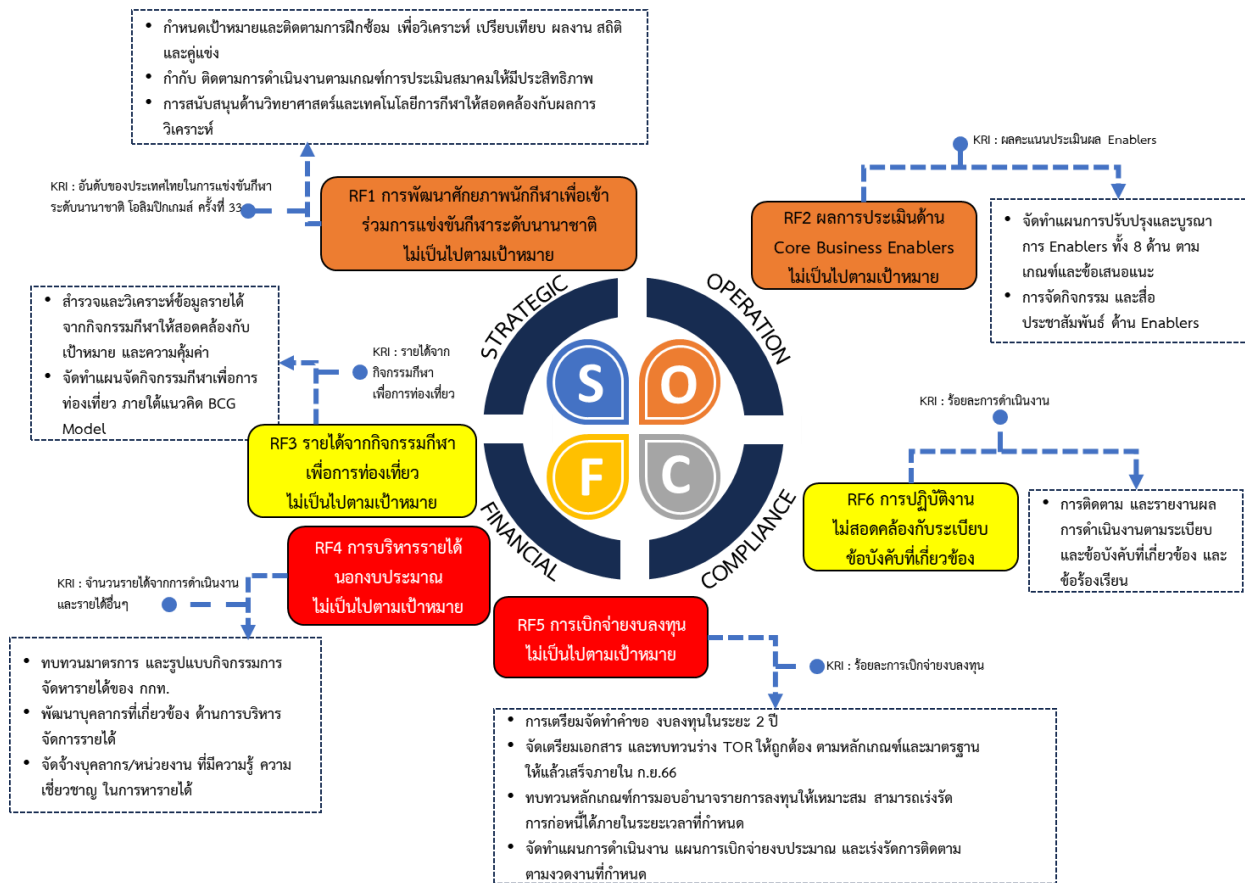 • กำหนดเป้าหมายและติดตามการฝึกซ้อม เพื่อวิเคราะห์ เปรียบเทียบ ผลงาน สถิติ
และคู่แข่ง
• กำกับ ติดตามการดำเนินงานตามเกณฑ์การประเมินสมาคมให้มีประสิทธิภาพ
• การสนับสนุนด้านวิทยาศาสตร์และเทคโนโลยีการกีฬาให้สอดคล้องกับผลการ
วิเคราะห์
KRI : อันดับของประเทศไทยในการแข่งขันกีฬา
ระดับนานาชาติ โอลิมปิกเกมส์ ครั้งที่ 33
RF1 การพัฒนาศักยภาพนักกีฬาเพื่อเข้า
ร่วมการแข่งขันกีฬาระดับนานาชาติ
ไม่เป็นไปตามเป้าหมาย
KRI : ผลคะแนนประเมินผล Enablers
RF2 ผลการประเมินด้าน
Core Business Enablers
ไม่เป็นไปตามเป้าหมาย
• จัดทำแผนการปรับปรุงและบูรณา
การ Enablers ทั้ง 8 ด้าน ตาม
เกณฑ์และข้อเสนอแนะ
• การจัดกิจกรรม และสื่อ
ประชาสัมพันธ์ ด้าน Enablers
STRATEGIC
OPERATION
S
O
F
C
FINANCIAL
COMPLIANCE
• สำรวจและวิเคราะห์ข้อมูลรายได้
จากกิจกรรมกีฬาให้สอดคล้องกับ
เป้าหมาย และความคุ้มค่า
• จัดทำแผนจัดกิจกรรมกีฬาเพื่อการ
ท่องเที่ยว ภายใต้แนวคิด BCG
Model
KRI : รายได้จาก
กิจกรรมกีฬา
เพื่อการท่องเที่ยว
RF3 รายได้จากกิจกรรมกีฬา
เพื่อการท่องเที่ยว
ไม่เป็นไปตามเป้าหมาย
KRI : ร้อยละการดำเนินงาน
RF6 การปฏิบัติงาน
ไม่สอดคล้องกับระเบียบ
ข้อบังคับที่เกี่ยวข้อง
• การติดตาม และรายงานผล
การดำเนินงานตามระเบียบ
และข้อบังคับที่เกี่ยวข้อง และ
ข้อร้องเรียน
RF4 การบริหารรายได้
นอกงบประมาณ
ไม่เป็นไปตามเป้าหมาย
KRI : จำนวนรายได้จากการดำเนินงาน
และรายได้อื่นๆ
• ทบทวนมาตรการ และรูปแบบกิจกรรมการ
จัดหารายได้ของ กกท.
• พัฒนาบุคลากรที่เกี่ยวข้อง ด้านการบริหาร
จัดการรายได้
• จัดจ้างบุคลากร/หน่วยงาน ที่มีความรู้ ความ
เชี่ยวชาญ ในการหารายได้
RF5 การเบิกจ่ายงบลงทุน
ไม่เป็นไปตามเป้าหมาย
KRI : ร้อยละการเบิกจ่ายงบลงทุน
• การเตรียมจัดทำคำขอ งบลงทุนในระยะ 2 ปี
• จัดเตรียมเอกสาร และทบทวนร่าง TOR ให้ถูกต้อง ตามหลักเกณฑ์และมาตรฐาน
ให้แล้วเสร็จภายใน ก.ย.66
• ทบทวนหลักเกณฑ์การมอบอำนาจรายการลงทุนให้เหมาะสม สามารถเร่งรัด
การก่อหนี้ได้ภายในระยะเวลาที่กำหนด
• จัดทำแผนการดำเนินงาน แผนการเบิกจ่ายงบประมาณ และเร่งรัดการติดตาม
ตามงวดงานที่กำหนด